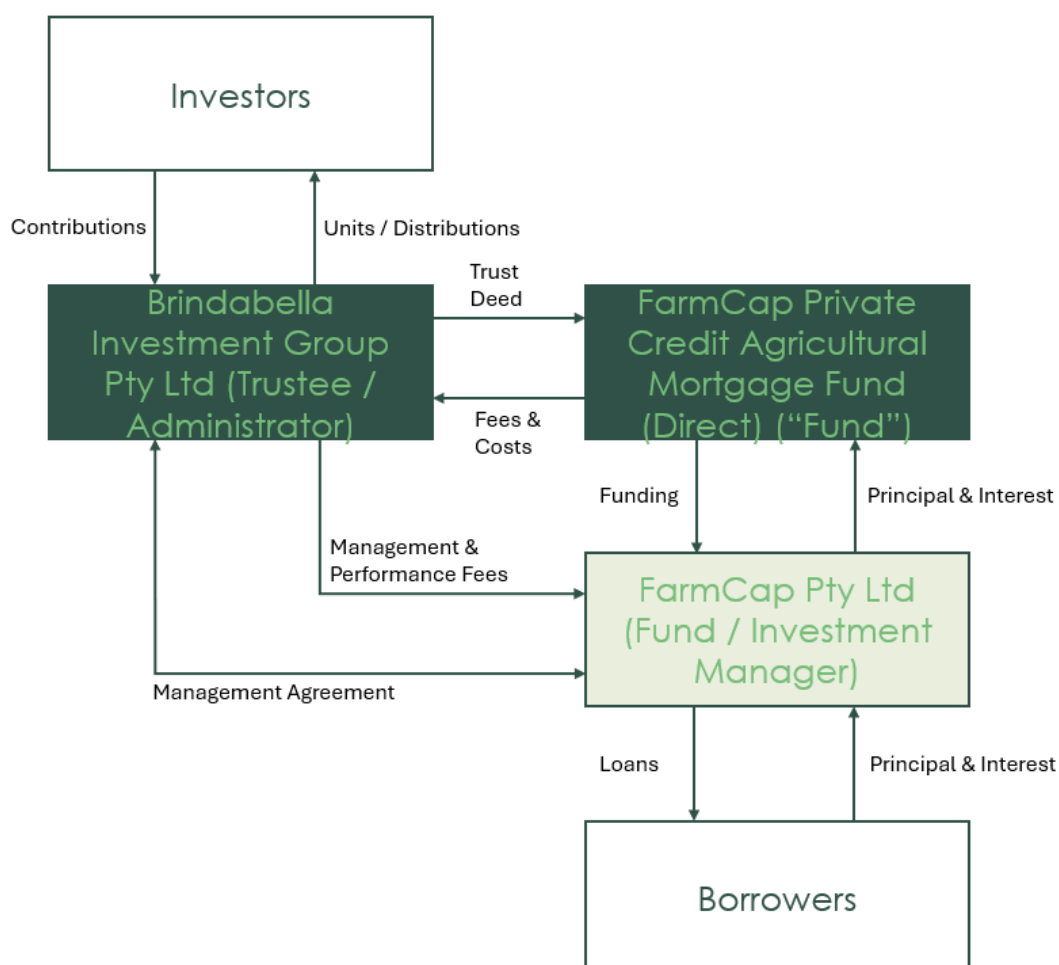 Investors
Contributions
Units / Distributions
Trust
Deed
Brindabella
Investment Group
Pty Ltd (Trustee /
Administrator)
FarmCap Private
Credit Agricultural
Mortgage Fund
(Direct) (“Fund”)
Fees &
Costs
Funding
Principal & Interest
Management &
Performance Fees
FarmCap Pty Ltd
(Fund / Investment
Manager)
Management Agreement
Loans
Principal & Interest
Borrowers